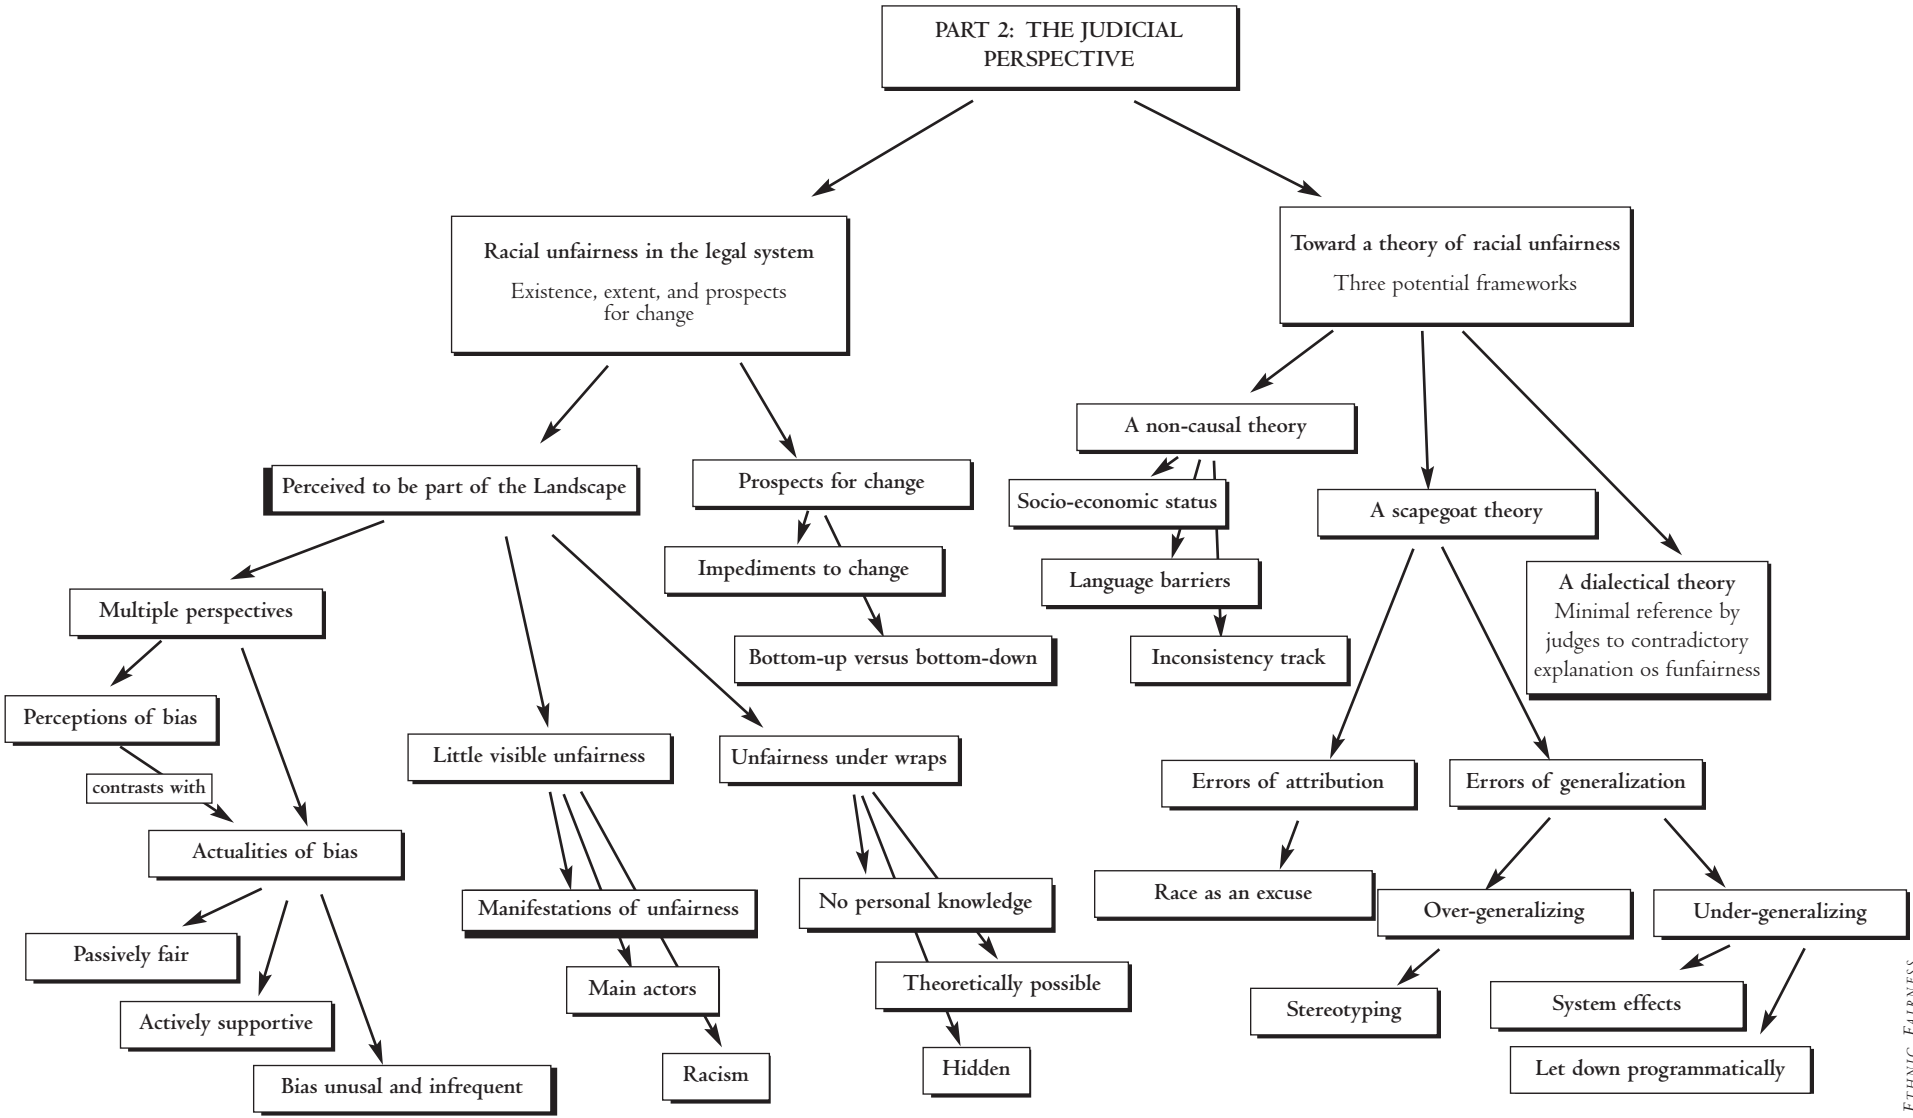 PART 2: THE JUDICIAL
PERSPECTIVE
Racial unfairness in the legal system
Existence, extent, and prospects
for change
Toward a theory of racial unfairness
Three potential frameworks
Perceived to be part of the Landscape
Prospects for change
Impediments to change
Bottom-up versus bottom-down
A non-causal theory
Socio-economic status
Language barriers
Inconsistency track
A scapegoat theory
A dialectical theory
Minimal reference by
judges to contradictory
explanation os funfairness
Multiple perspectives
Perceptions of bias
contrasts with
Actualities of bias
Passively fair
Actively supportive
Bias unusal and infrequent
Little visible unfairness
Manifestations of unfairness
Main actors
Racism
Unfairness under wraps
No personal knowledge
Theoretically possible
Hidden
Errors of attribution
Race as an excuse
Errors of generalization
Over-generalizing
Stereotyping
Under-generalizing
System effects
Let down programmatically
ETHNIC FAIRNESS